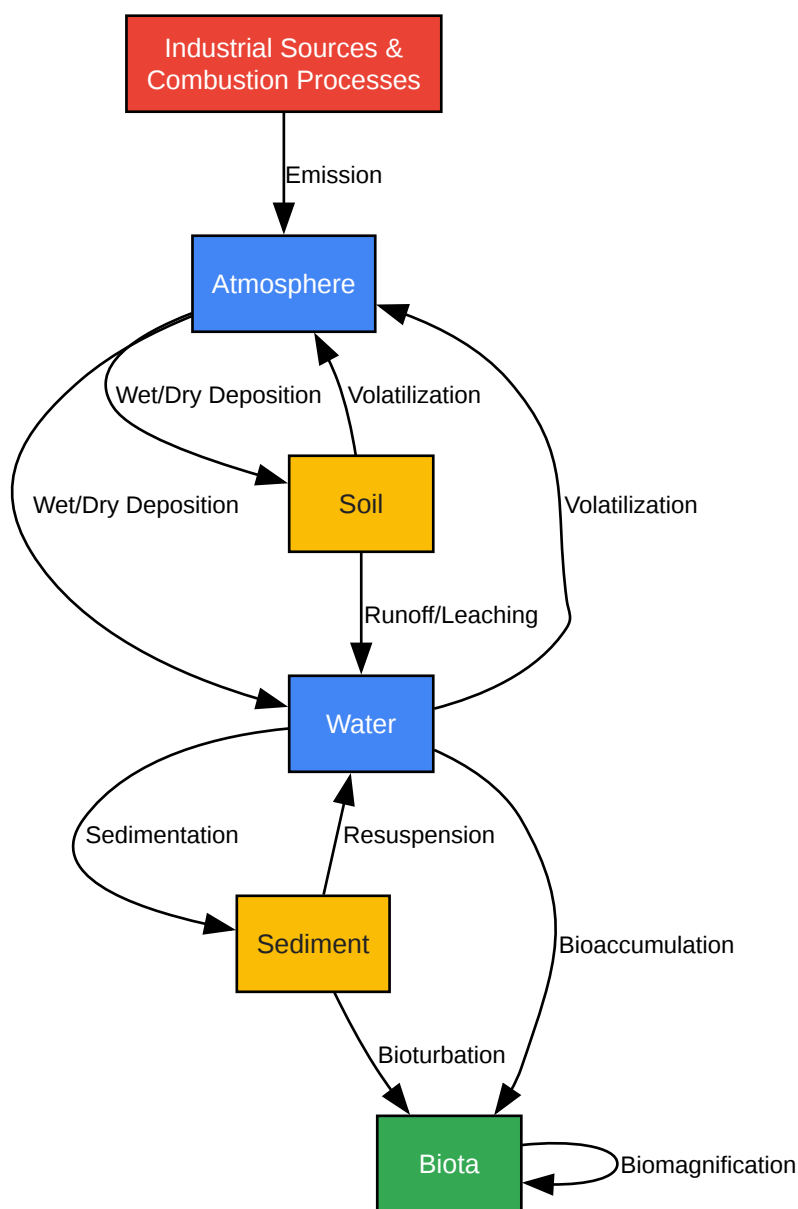 Industrial Sources &
Combustion Processes
Emission
Atmosphere
Wet/Dry Deposition
Volatilization
Wet/Dry Deposition
Soil
Volatilization
Runoff/Leaching
Water
Sedimentation
Resuspension
Sediment
Bioaccumulation
Bioturbation
Biota
Biomagnification